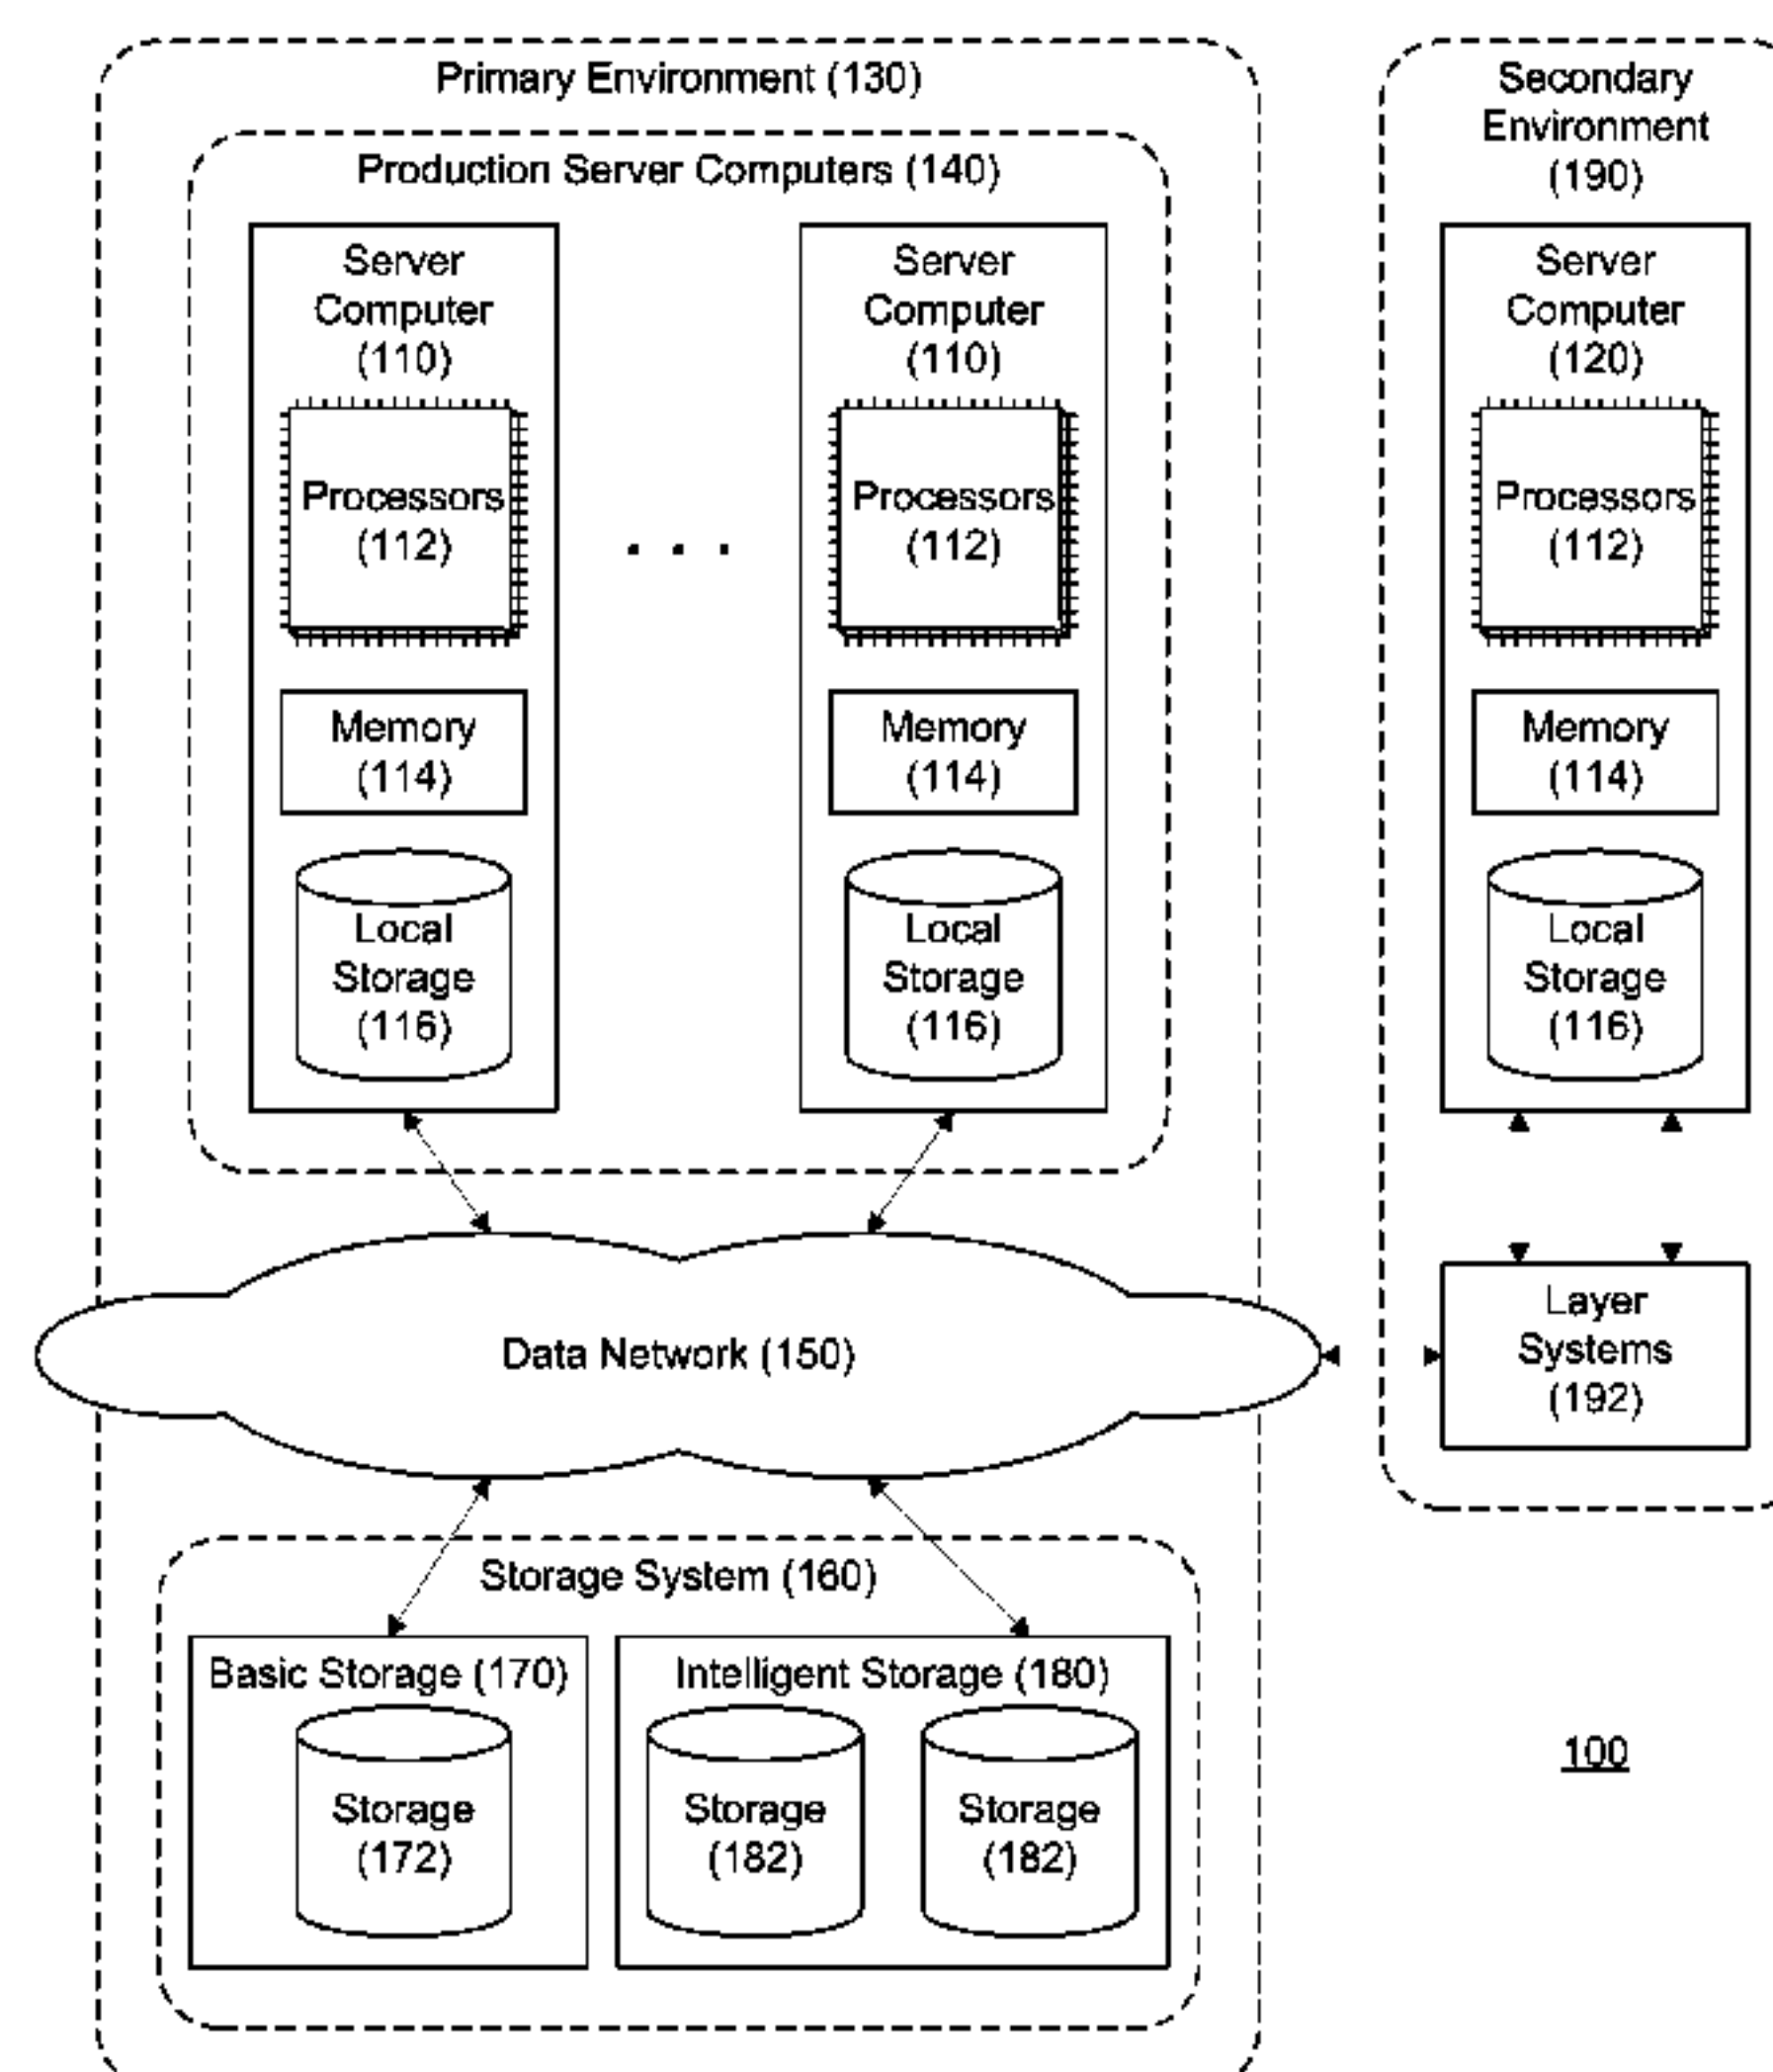 Primary Environment (130)
Production Server Computers (140)
Server
Computer
(110)
Processors
(112)
Memory
(114)
Local
Storage
(116)
. . .
Server
Computer
(110)
Processors
(112)
Memory
(114)
Local
Storage
(116)
Data Network (150)
Storage System (160)
Basic Storage (170)
Storage
(172)
Intelligent Storage (180)
Storage
(182)
Storage
(182)
Secondary
Environment
(190)
Server
Computer
(120)
Processors
(112)
Memory
(114)
Local
Storage
(116)
Layer
Systems
(192)
100